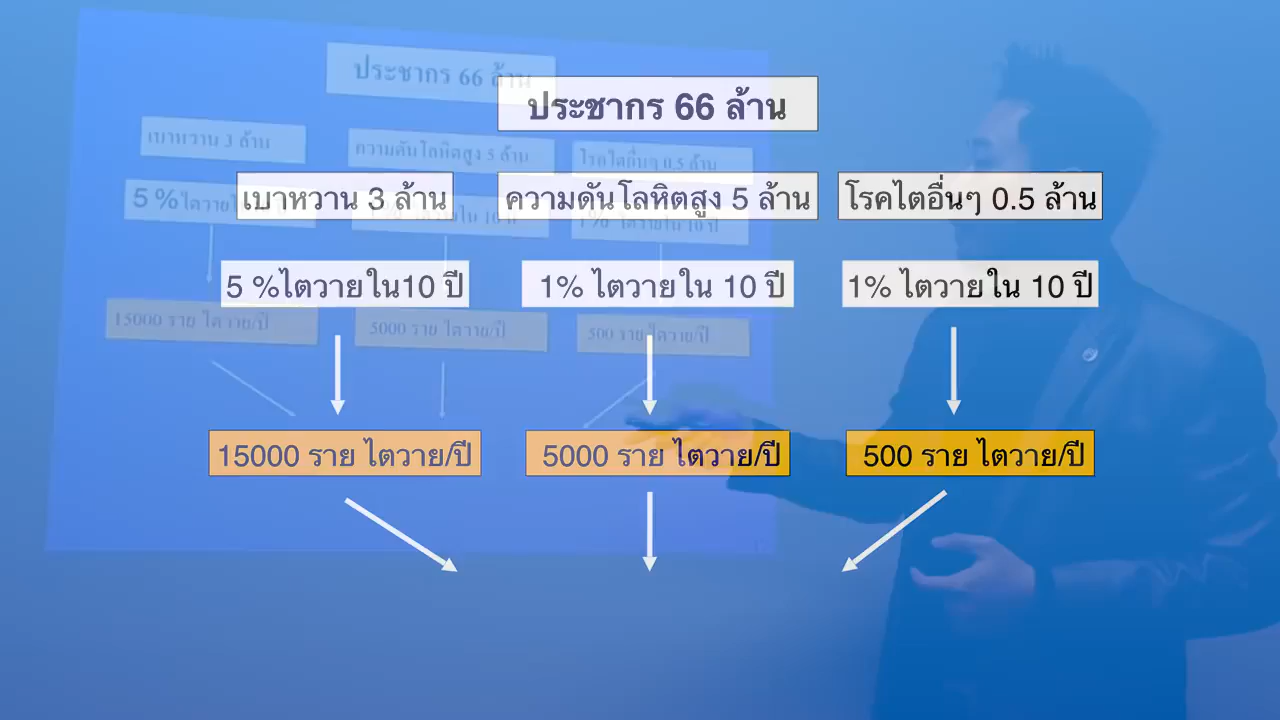 ประชากร 66 ล้าน
เบาหวาน 3 ล้าน
ความดันโลหิตสูง 5 ล้าน
โรคไตอื่นๆ 0.5 ล้าน
5 %ไตวายใน10 ปี
1% ไตวายใน 10 ปี
1% ไตวายใน 10 ปี
15000 ราย ไตวาย/ปี
5000 ราย ไตวาย/ปี
500 ราย ไตวาย/ปี
ประชากร 66 ล้าน
เบาหวาน 3 ล้าน
ความดันโลหิตสูง 5 ล้าน
โรคไตอื่นๆ 0.5 ล้าน
5 %ไตวาย
1% ไตวายใน 10 ปี
15000 ราย ไตวาย/ปี
5000 ราย ไตวาย/ปี
500 ราย ไตวาย/ปี